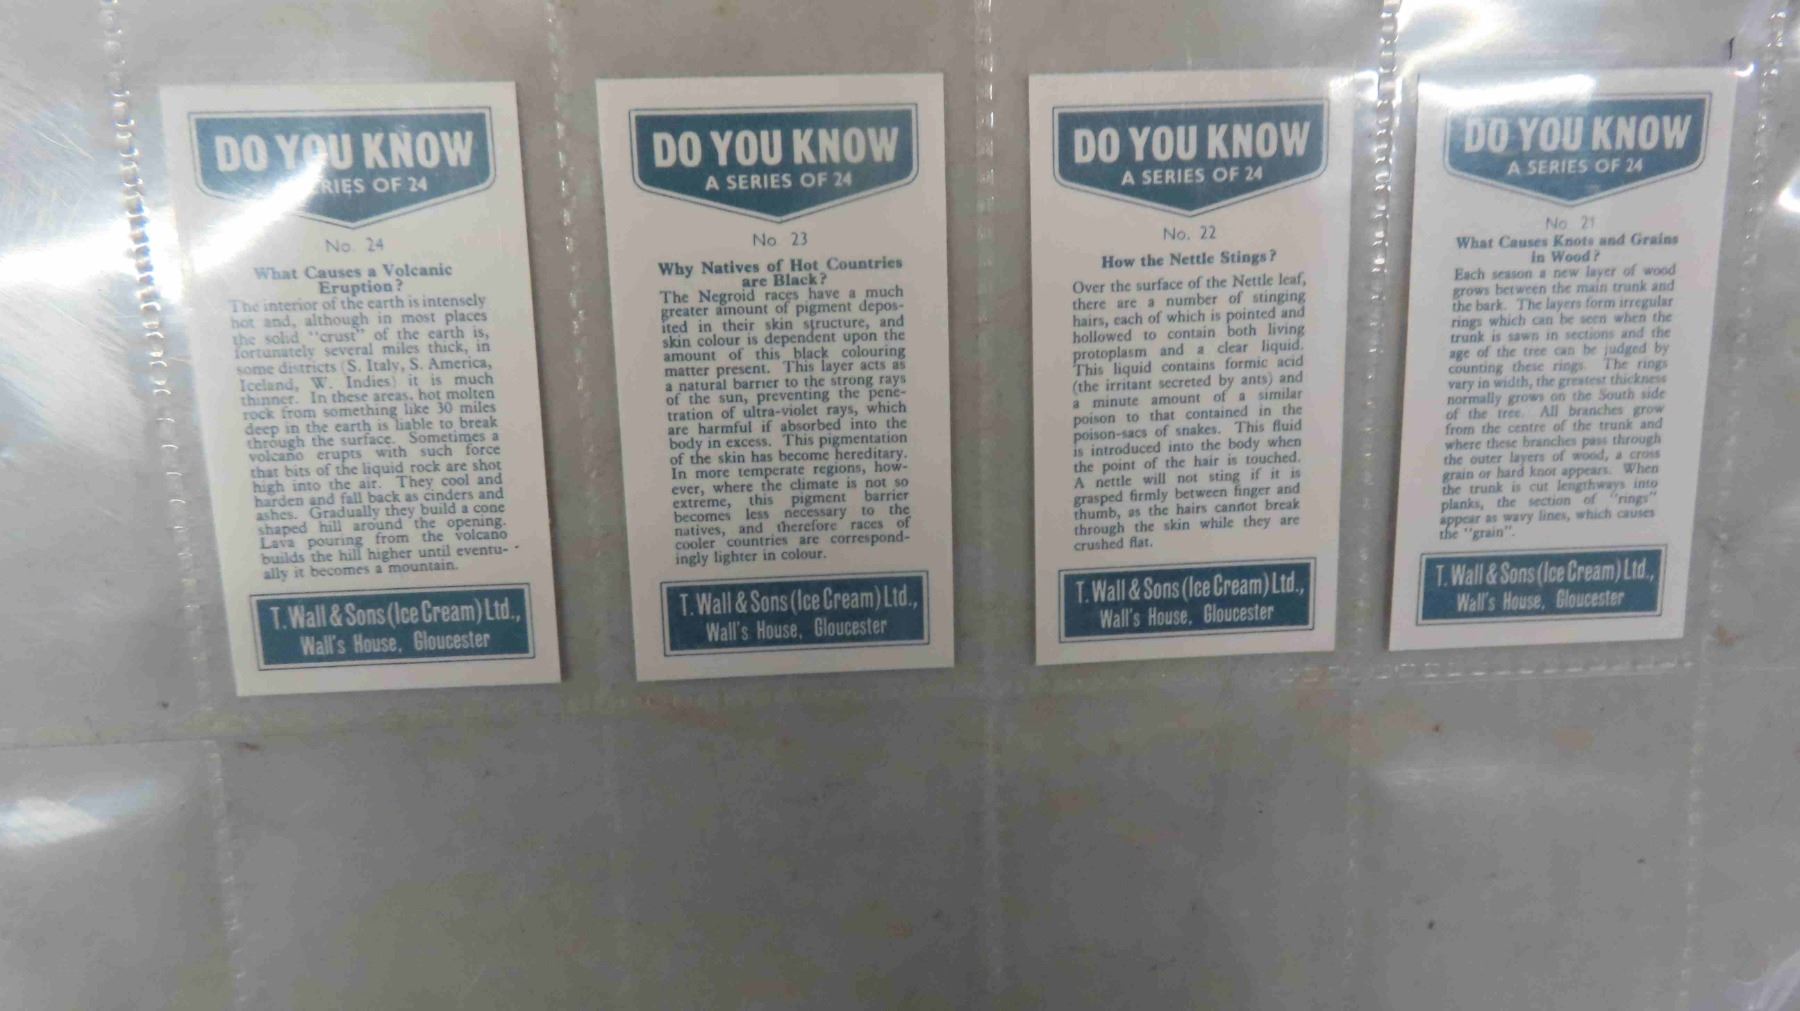 DO YOU KNOW
RIES OF 24
No. 24
What Causes a Volcanic
Eruption?
The interior of the earth is intensely
hot and, although in most places
the solid "crust" of the earth is,
fortunately several miles thick, in
some districts (S. Italy, S. America,
Iceland, W. Indies) it is much
thinner. In these areas, hot molten
rock from something like 30 miles
deep in the earth is liable to break
through the surface. Sometimes a
volcano erupts with such force
that bits of the liquid rock are shot
high into the air. They cool and
harden and fall back as cinders and
ashes. Gradually they build a cone
shaped hill around the opening.
Lava pouring from the volcano
builds the hill higher until eventu-
ally it becomes a mountain.
T. Wall & Sons (Ice Cream) Ltd.,
Wall's House, Gloucester
DO YOU KNOW
A SERIES OF 24
No. 23
Why Natives of Hot Countries
are Black?
The Negroid races have a much
greater amount of pigment depos-
ited in their skin structure, and
skin colour is dependent upon the
amount of this black colouring
matter present. This layer acts as
a natural barrier to the strong rays
of the sun, preventing the pene-
tration of ultra-violet rays, which
are harmful if absorbed into the
body in excess. This pigmentation
of the skin has become hereditary.
In more temperate regions, how-
ever, where the climate is not so
extreme, this pigment barrier
becomes less necessary to the
natives, and therefore races of
cooler countries are correspond-
ingly lighter in colour.
T. Wall & Sons (Ice Cream) Ltd.,
Wall's House, Gloucester
DO YOU KNOW
A SERIES OF 24
No. 22
How the Nettle Stings?
Over the surface of the Nettle leaf,
there are a number of stinging
hairs, each of which is pointed and
hollowed to contain both living
protoplasm and a clear liquid.
This liquid contains formic acid
(the irritant secreted by ants) and
a minute amount of a similar
poison to that contained in the
poison-sacs of snakes. This fluid
is introduced into the body when
the point of the hair is touched.
A nettle will not sting if it is
grasped firmly between finger and
thumb, as the hairs cannot break
through the skin while they are
crushed flat.
T. Wall & Sons (Ice Cream) Ltd.,
Wall's House, Gloucester
DO YOU KNOW
A SERIES OF 24
No. 21
What Causes Knots and Grains
in Wood?
Each season a new layer of wood
grows between the main trunk and
the bark. The layers form irregular
rings which can be seen when the
trunk is sawn in sections and the
age of the tree can be judged by
counting these rings. The rings
vary in width, the greatest thickness
normally grows on the South side
of the tree. All branches grow
from the centre of the trunk and
where these branches pass through
the outer layers of wood, a cross
grain or hard knot appears. When
the trunk is cut lengthways into
planks, the section of "rings"
appear as wavy lines, which causes
the "grain".
T. Wall & Sons (Ice Cream) Ltd.,
Wall's House, Gloucester